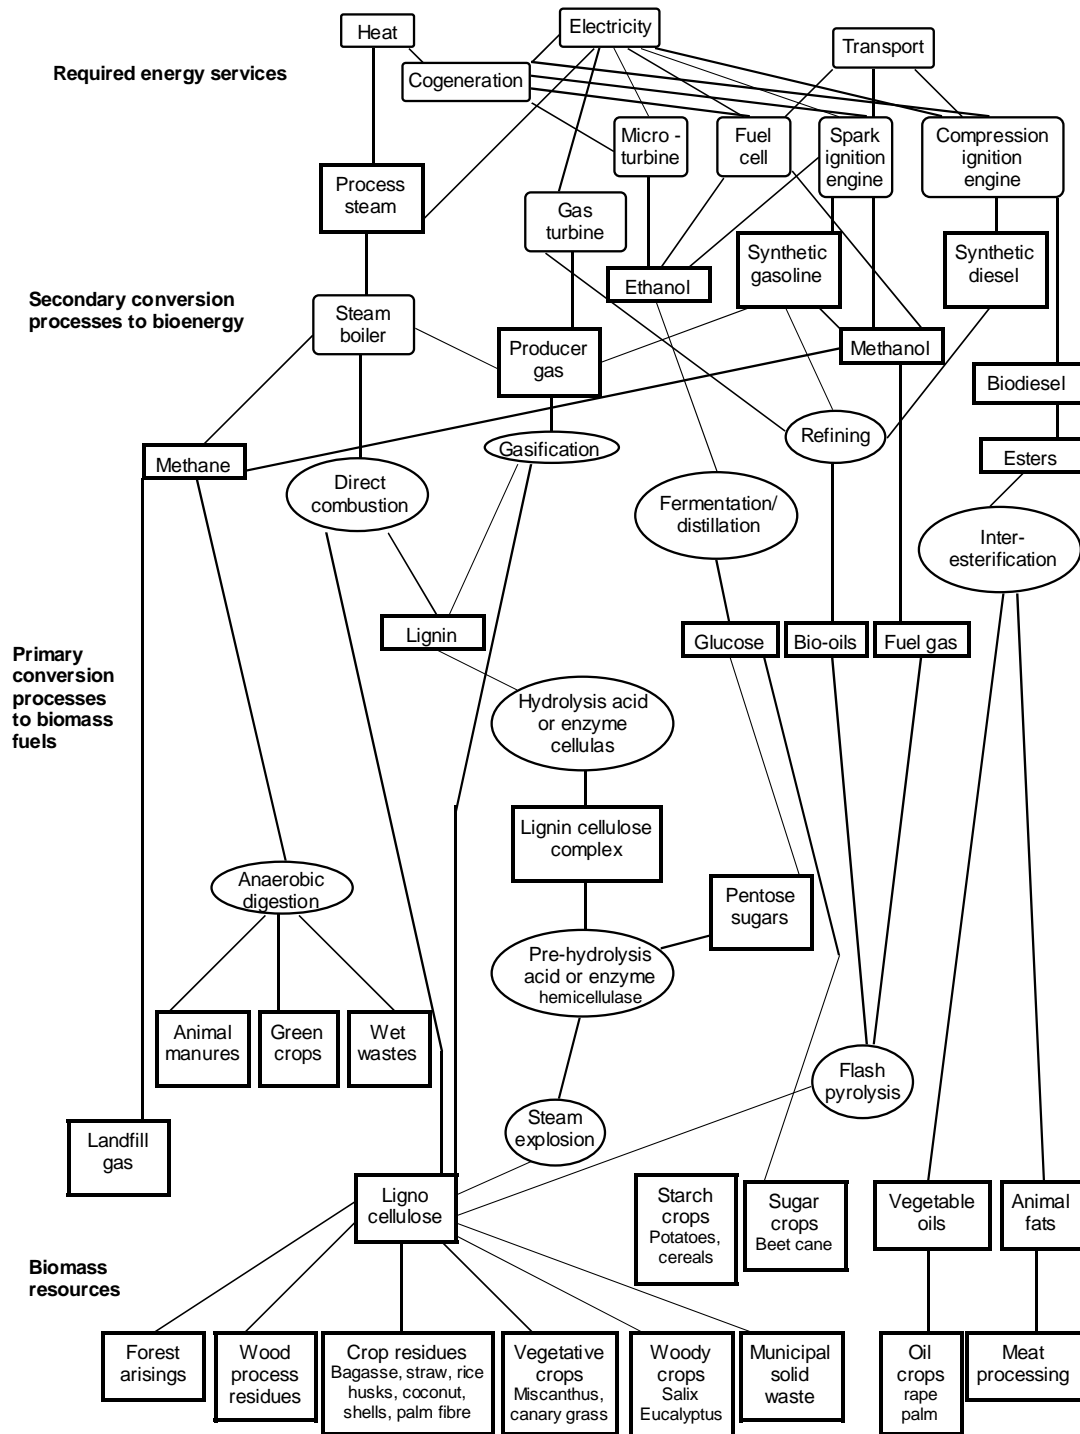 Heat
Electricity
Transport
Required energy services
Cogeneration
Micro -
turbine
Fuel
cell
Spark
ignition
engine
Compression
ignition
engine
Process
steam
Gas
turbine
Synthetic
gasoline
Synthetic
diesel
Ethanol
Secondary conversion
processes to bioenergy
Steam
boiler
Producer
gas
Methanol
Biodiesel
Refining
Methane
Gasification
Esters
Direct
combustion
Fermentation/
distillation
Inter-
esterification
Lignin
Glucose
Bio-oils
Fuel gas
Primary
conversion
processes
to biomass
fuels
Hydrolysis acid
or enzyme
cellulas
Lignin cellulose
complex
Anaerobic
digestion
Pentose
sugars
Pre-hydrolysis
acid or enzyme
hemicellulase
Animal
manures
Green
crops
Wet
wastes
Flash
pyrolysis
Steam
explosion
Landfill
gas
Ligno
cellulose
Starch
crops
Potatoes,
cereals
Sugar
crops
Beet cane
Vegetable
oils
Animal
fats
Biomass
resources
Forest
arisings
Wood
process
residues
Crop residues
Bagasse, straw, rice
husks, coconut,
shells, palm fibre
Vegetative
crops
Miscanthus,
canary grass
Woody
crops
Salix
Eucalyptus
Municipal
solid
waste
Oil
crops
rape
palm
Meat
processing